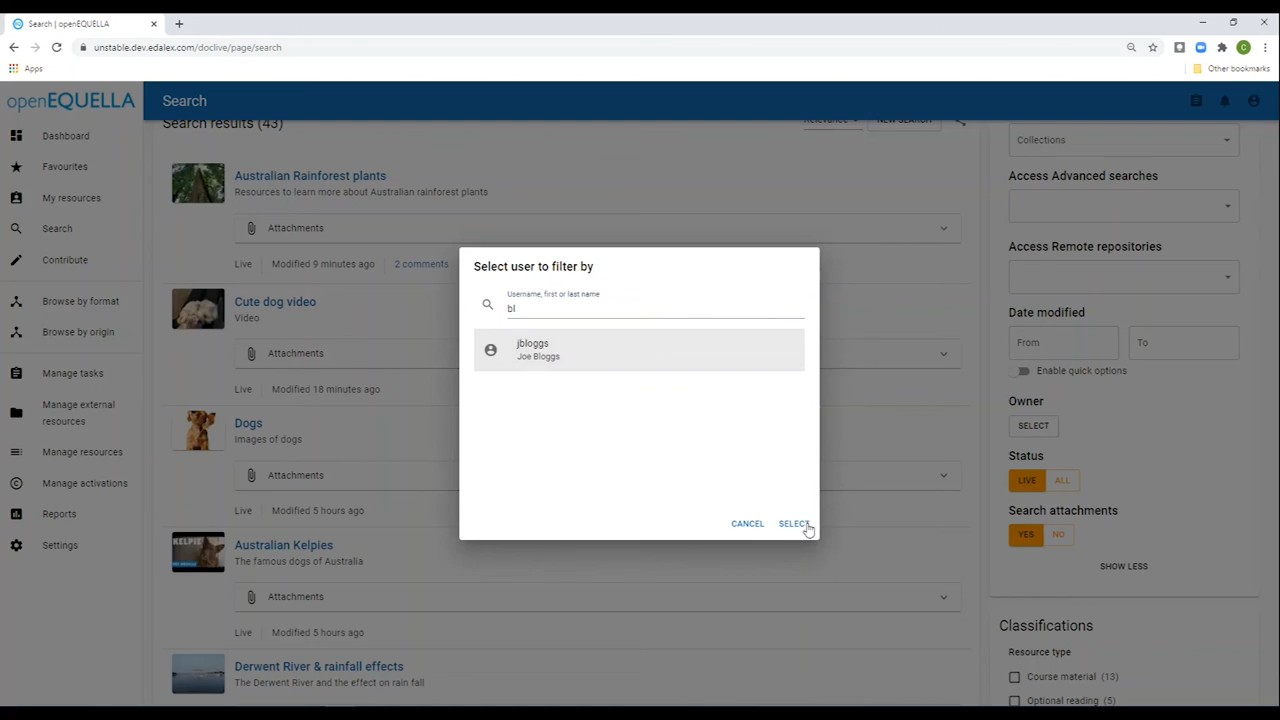 Search | openEQUELLA
unstable.dev.edalex.com/doclive/page/search
C
Apps
Other bookmarks
openEQUELLA
Search
Dashboard
Favourites
My resources
Search
Contribute
Browse by format
Browse by origin
Manage tasks
Manage external
resources
Manage resources
Manage activations
Reports
Settings
Search results (43)
Relevance
NEW SEARCH
Australian Rainforest plants
Resources to learn more about Australian rainforest plants
Attachments
Live Modified 9 minutes ago 2 comments
Cute dog video
Video
Attachments
Live Modified 18 minutes ago
Dogs
Images of dogs
Attachments
Live Modified 5 hours ago
KELPIE
Australian Kelpies
The famous dogs of Australia
Attachments
Live Modified 5 hours ago
Derwent River & rainfall effects
The Derwent River and the effect on rain fall
Select user to filter by
Username, first or last name
bl
jbloggs
Joe Bloggs
CANCEL SELECT
Collections
Access Advanced searches
Access Remote repositories
Date modified
From To
Enable quick options
Owner
SELECT
Status
LIVE ALL
Search attachments
YES NO
SHOW LESS
Classifications
Resource type
Course material (13)
Optional reading (5)